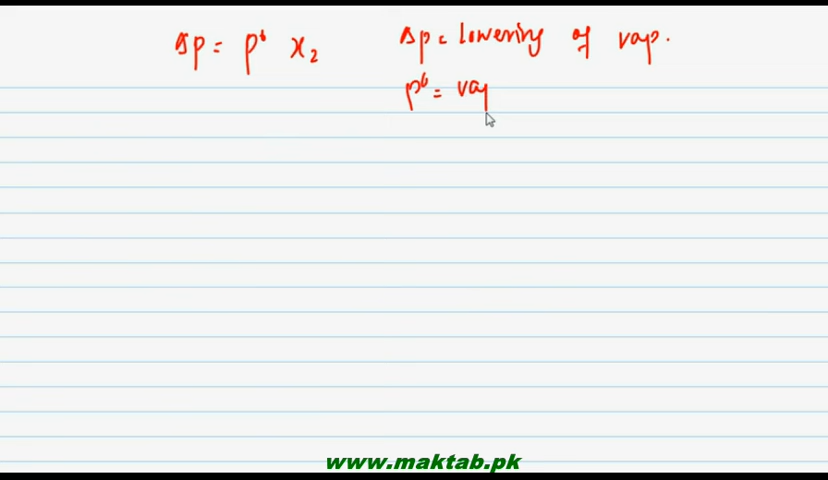 Δp = p° x₂ Δp = lowering of vap.
p° = vap
www.maktab.pk